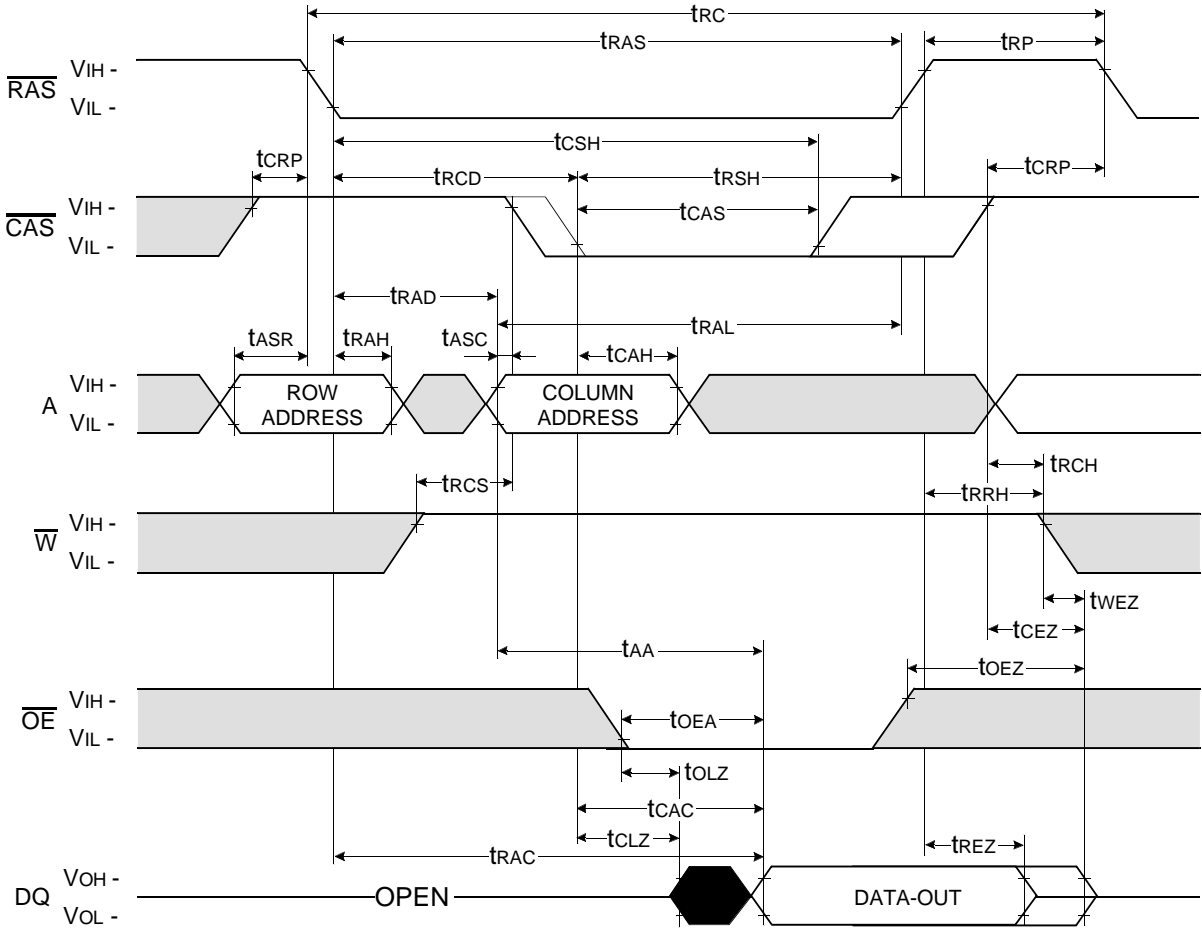 tRC
tRAS
tRP
RAS
VIH -
VIL -
tCSH
tCRP
tRCD
tRSH
tCRP
CAS
VIH -
VIL -
tCAS
tRAD
tRAL
tASR
tRAH
tASC
tCAH
A
VIH -
VIL -
ROW
ADDRESS
COLUMN
ADDRESS
tRCH
tRCS
tRRH
W
VIH -
VIL -
tWEZ
tCEZ
tAA
tOEZ
OE
VIH -
VIL -
tOEA
tOLZ
tCAC
tCLZ
tREZ
tRAC
DQ
VOH -
VOL -
OPEN
DATA-OUT